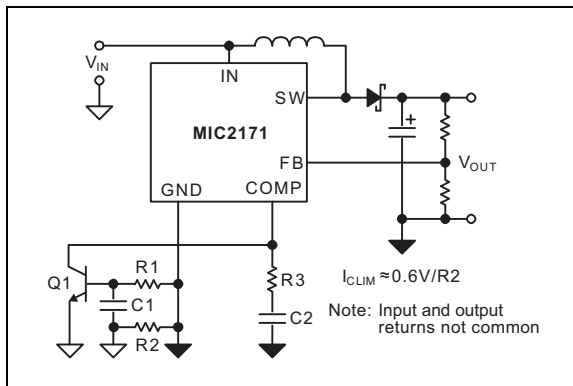 V_IN
IN
SW
MIC2171
FB
V_OUT
GND
COMP
Q1
R1
C1
R2
R3
C2
I_CLIM ≈0.6V/R2
Note: Input and output
returns not common
+